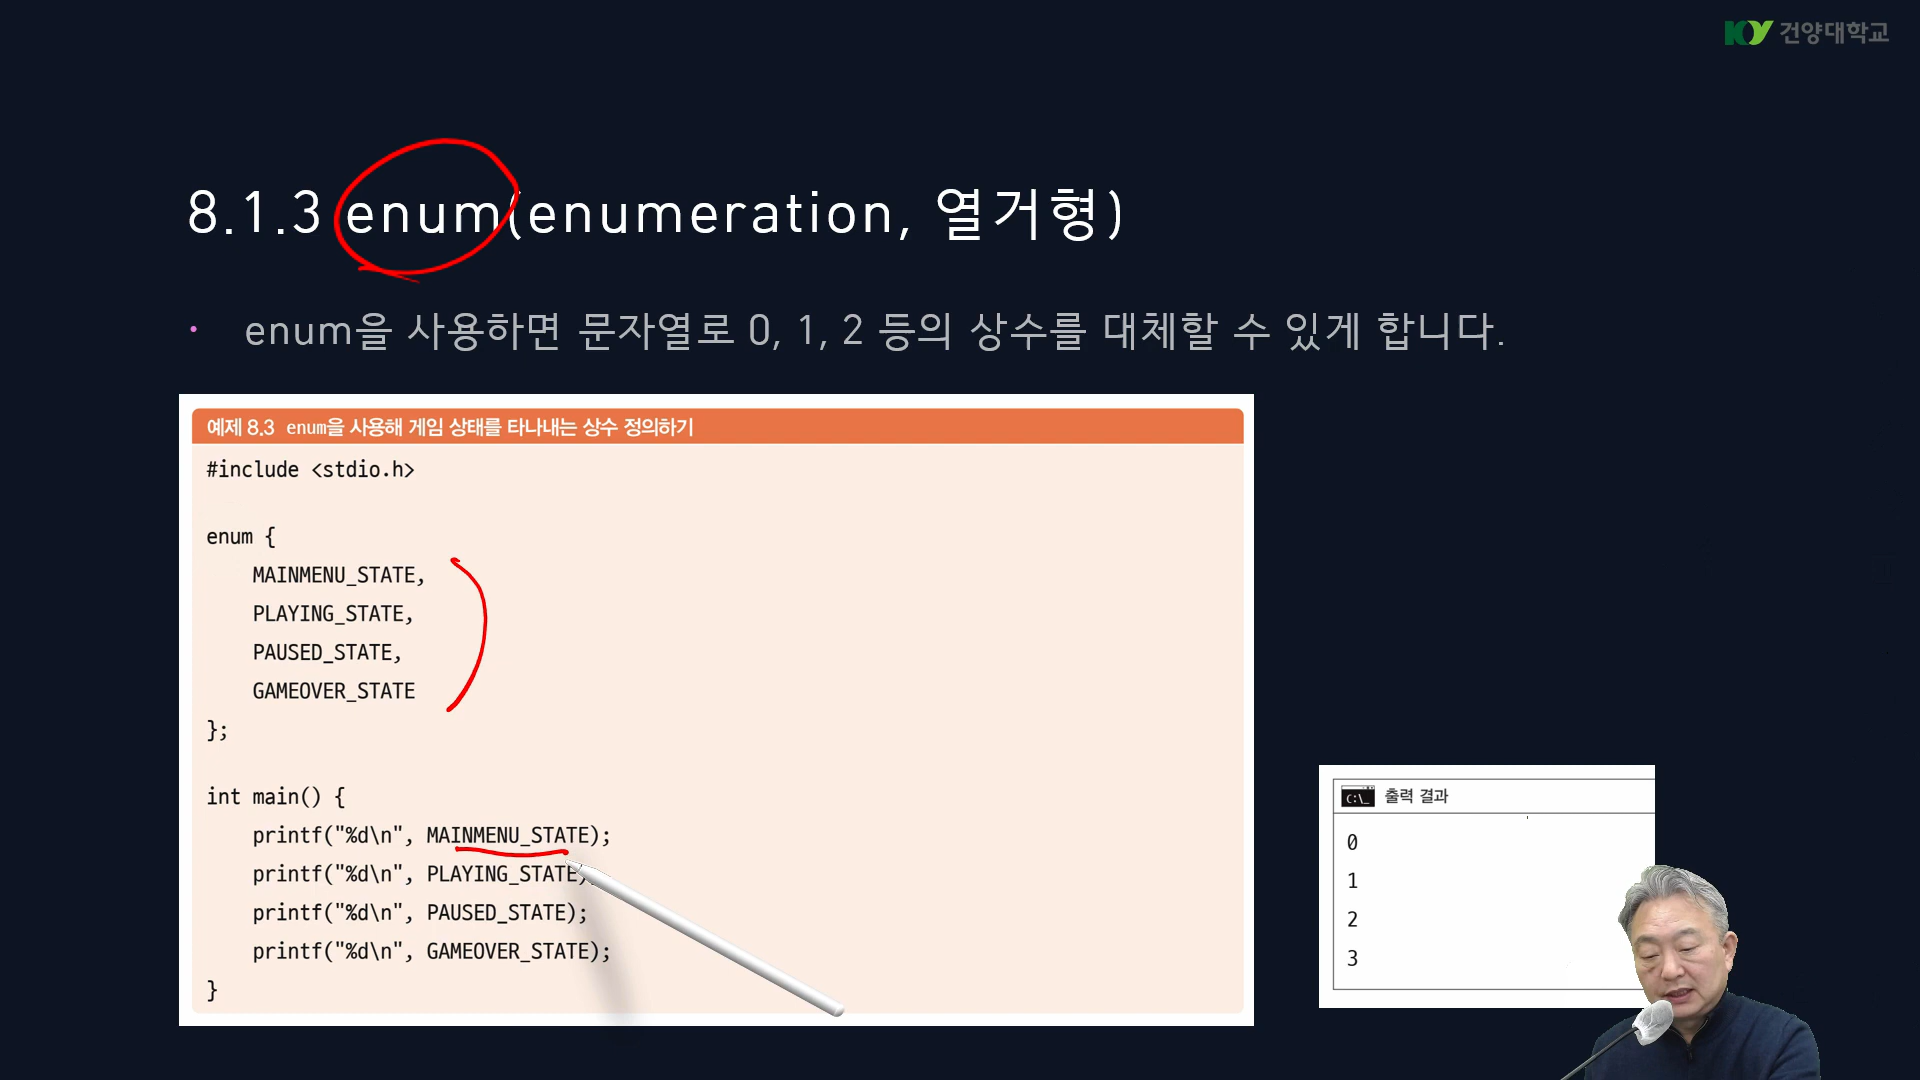 KY 건양대학교
8.1.3 enum(enumeration, 열거형)
• enum을 사용하면 문자열로 0, 1, 2 등의 상수를 대체할 수 있게 합니다.
예제 8.3 enum을 사용해 게임 상태를 타나내는 상수 정의하기
#include <stdio.h>
enum {
MAINMENU_STATE,
PLAYING_STATE,
PAUSED_STATE,
GAMEOVER_STATE
};
int main() {
printf("%d\n", MAINMENU_STATE);
printf("%d\n", PLAYING_STATE);
printf("%d\n", PAUSED_STATE);
printf("%d\n", GAMEOVER_STATE);
}
C:\_ 출력 결과
0
1
2
3